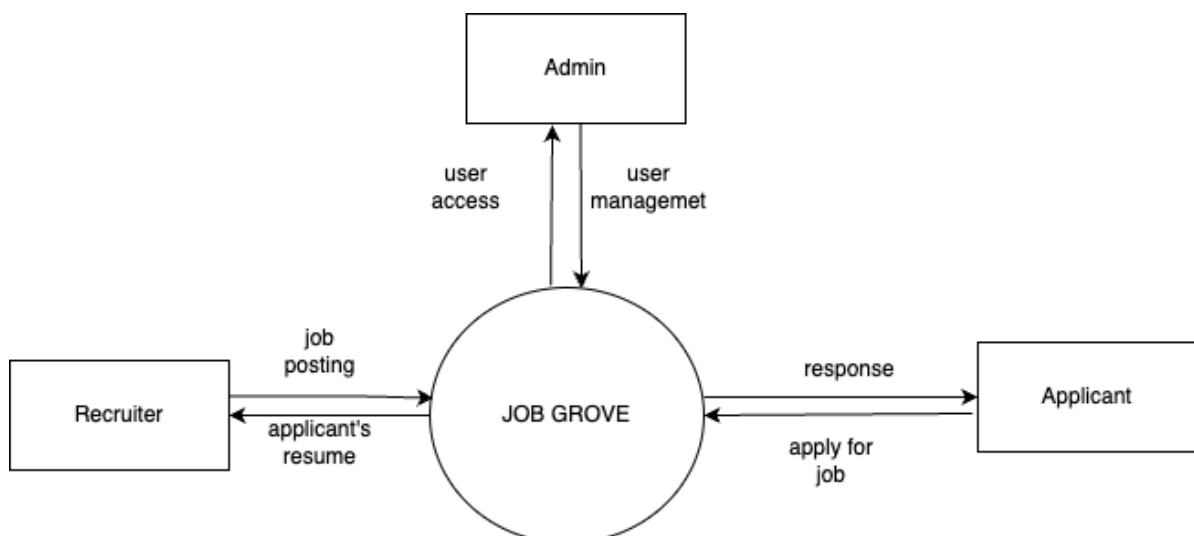 Admin
user
access
user
managemet
job
posting
Recruiter
applicant's
resume
JOB GROVE
response
apply for
job
Applicant